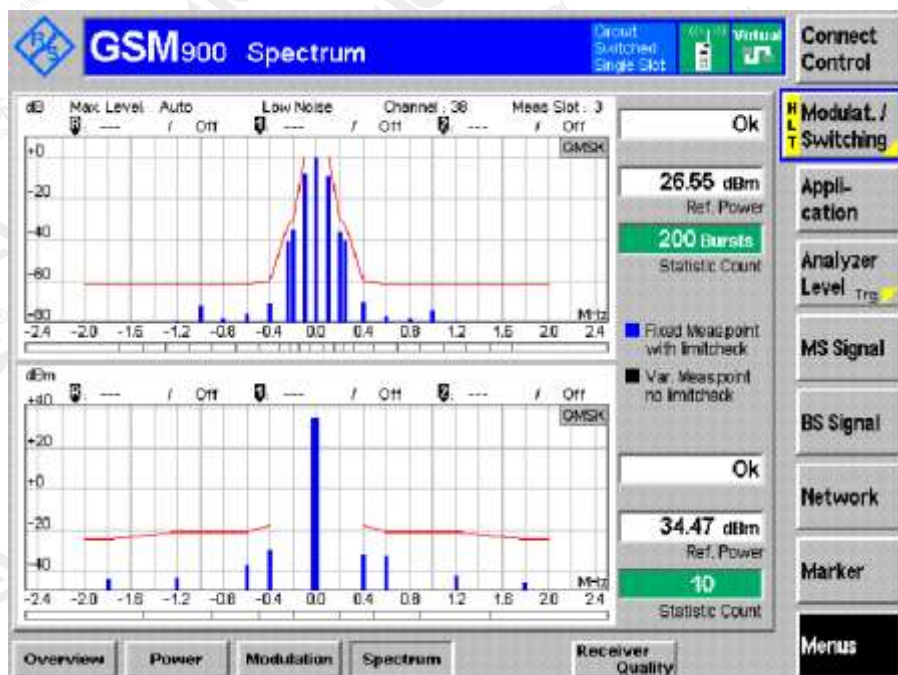 R&S
GSM900 Spectrum
Circuit
Switched
Single Slot
Virtual
Connect
Control
dB Max. Level Auto Low Noise Channel : 38 Meas Slot : 3
--- / Off --- / Off --- / Off
GMSK
+0
-20
-40
-60
-80
MHz
-2.4 -2.0 -1.6 -1.2 -0.8 -0.4 0.0 0.4 0.8 1.2 1.6 2.0 2.4
Ok
26.55 dBm
Ref. Power
200 Bursts
Statistic Count
Fixed Meas point
with limitcheck
Var. Meas point
no limitcheck
dBm
--- / Off --- / Off --- / Off
GMSK
+40
+20
+0
-20
-40
MHz
-2.4 -2.0 -1.6 -1.2 -0.8 -0.4 0.0 0.4 0.8 1.2 1.6 2.0 2.4
Ok
34.47 dBm
Ref. Power
10
Statistic Count
HLT
Modulat. /
Switching
Appli-
cation
Analyzer
Level Trg
MS Signal
BS Signal
Network
Marker
Menus
Overview Power Modulation Spectrum Receiver
Quality